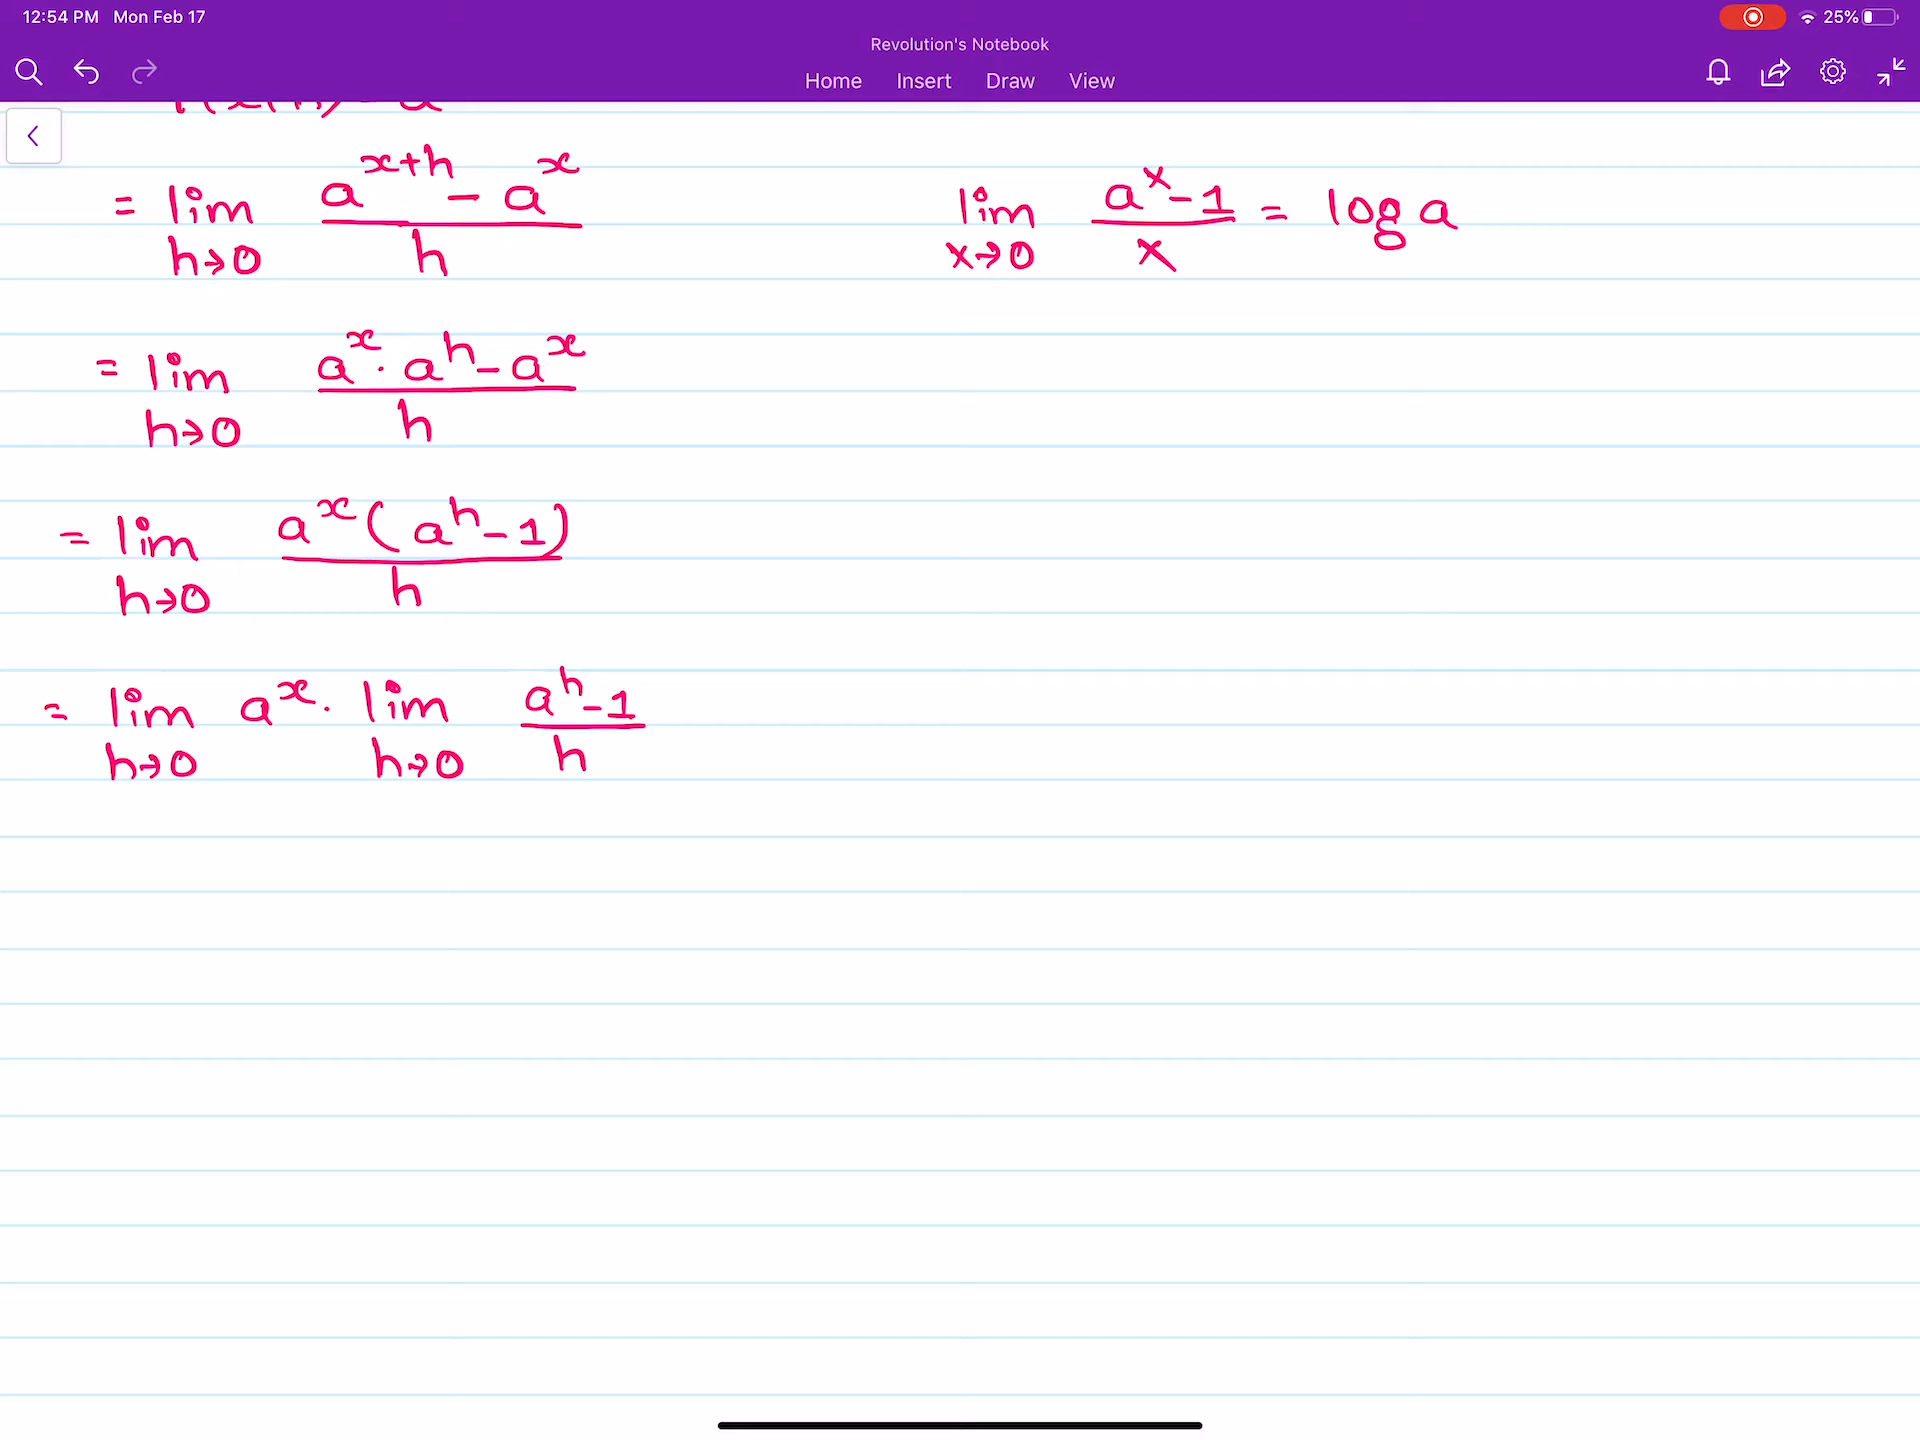 12:54 PM Mon Feb 17
25%
Revolution's Notebook
Home Insert Draw View
= lim h→0 (a^(x+h) - a^x)/h
lim x→0 (a^x - 1)/x = log a
= lim h→0 (a^x · a^h - a^x)/h
= lim h→0 a^x(a^h - 1)/h
= lim h→0 a^x · lim h→0 (a^h - 1)/h